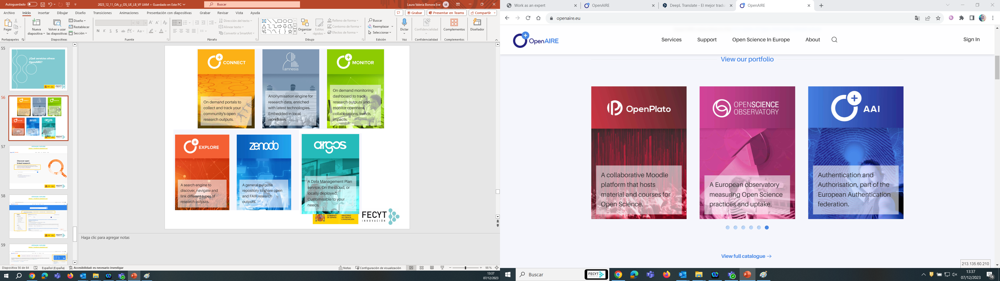 Autoguardado
2023_12_11_OA_y_OS_UE_LB_VF UAM • Guardado en Este PC
Buscar
Laura Valeria Bonora Eve
LE
Archivo Inicio Insertar Dibujar Diseño Transiciones Animaciones Presentación con diapositivas Grabar Revisar Vista Ayuda
Grabar
Presentar en Teams
Compartir
Pegar
Nueva diapositiva
Volver a usar las diapositivas
Diseño
Restablecer
Sección
12
Dirección del texto
Alinear texto
Convertir a SmartArt
Organizar
Estilos rápidos
Relleno de forma
Contorno de forma
Efectos de forma
Buscar
Reemplazar
Seleccionar
Dictar
Confidencialidad
Complementos
Diseñador
Portapapeles
Diapositivas
Fuente
Párrafo
Dibujo
Edición
Voz
Confidencialidad
Complementos
55
¿Qué servicios ofrece
OpenAIRE?
FECYT
56
57
Discover open
linked research.
FECYT
58
FECYT
59
CONNECT
On demand portals to
collect and track your
community's open
research outputs.
amnesia
Anonymisation engine for
research data, enriched
with latest technologies.
Embedded in local
workflows.
MONITOR
On demand monitoring
dashboard to track
research outputs and
monitor openness,
collaborations, trends,
impacts.
EXPLORE
A search engine to
discover, navigate and
link different types of
research outputs.
zenodo
A general purpose
repository to share open
and FAIR research
outputs.
argos
A Data Management Plan
service. On the cloud, or
locally deployed.
Customisable to your
needs.
GOBIERNO
DE ESPAÑA
MINISTERIO
DE CIENCIA
E INNOVACIÓN
FECYT
INNOVACIÓN
Haga clic para agregar notas
Diapositiva 56 de 64
Español (España)
Accesibilidad: es necesario investigar
Notas
Configuración de visualización
98 %
13:37
07/12/2023
Work as an expert
OpenAIRE
DeepL Translate - El mejor tradu
OpenAIRE
openaire.eu
OpenAIRE
Services
Support
Open Science In Europe
About
Sign In
View our portfolio
OpenPlato
A collaborative Moodle
platform that hosts
material and courses for
Open Science.
OPENSCIENCE
OBSERVATORY
A European observatory
measuring Open Science
practices and uptake.
AAI
Authentication and
Authorisation, part of the
European Authentication
federation.
View full catalogue →
213.135.60.210
Buscar
FECYT
13:37
07/12/2023
18